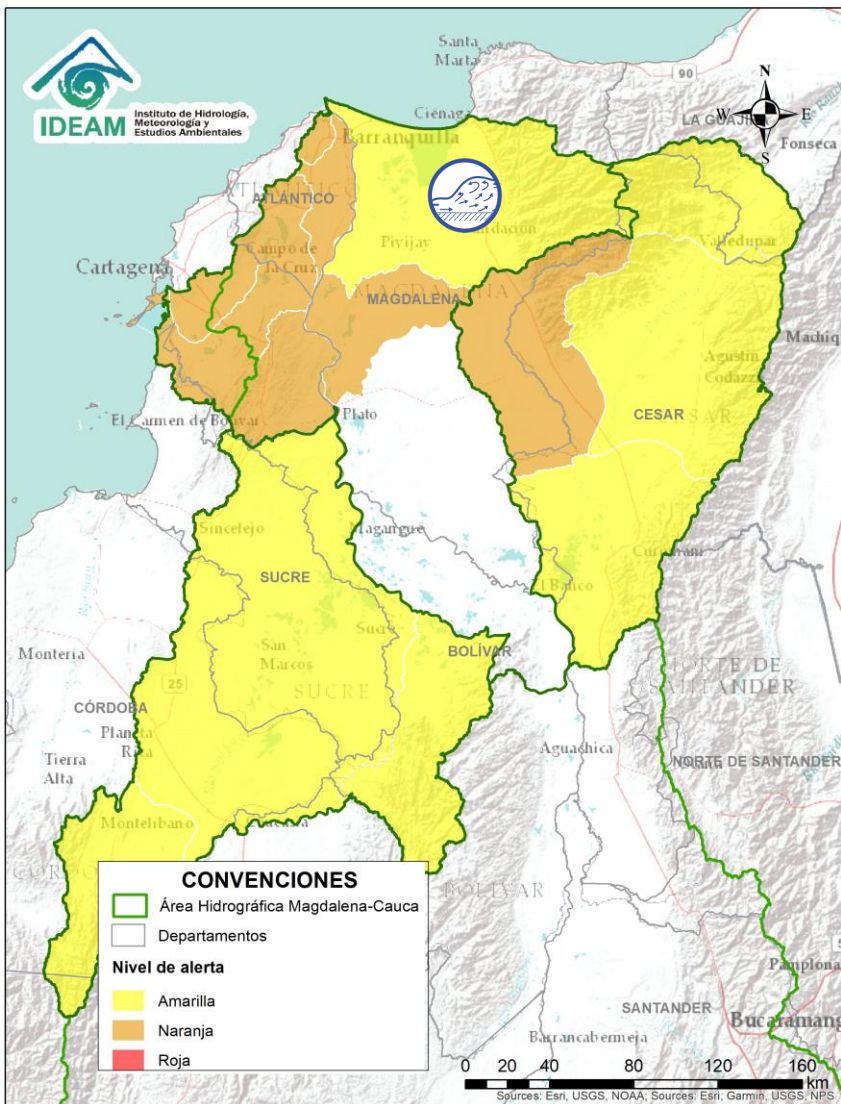 IDEAM
Instituto de Hidrología,
Meteorología y
Estudios Ambientales
Santa
Marta
90
N
W
E
S
LA GUAJI
Ciénaga
Fonseca
Barranquilla
ATLÁNTICO
Valledupar
Pivijay
Cartagena
Campo de
la Cruz
MAGDALENA
Machiq
Agustín
Codazzi
El Carmen de Bolívar
Plato
CESAR
Sincelejo
Magangué
SUCRE
El Banco
Sucre
San
Marcos
BOLÍVAR
Montería
25
SUCRE
NORTE DE
SANTANDER
CÓRDOBA
Planeta
Rica
Aguachica
NORTE DE SANTANDER
Tierra
Alta
Montelíbano
BOLÍVAR
CONVENCIONES
Área Hidrográfica Magdalena-Cauca
Departamentos
Nivel de alerta
Amarilla
Naranja
Roja
Pamplona
SANTANDER
Bucaramang
Barrancabermeja
0 20 40 80 120 160
km
Sources: Esri, USGS, NOAA; Sources: Esri, Garmin, USGS, NPS